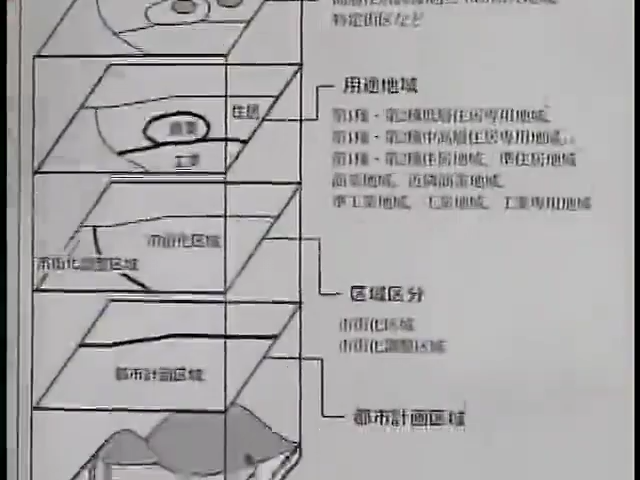 特定街区など
用途地域
住居
商業
工業
第1種・第2種低層住居専用地域、
第1種・第2種中高層住居専用地域、
第1種・第2種住居地域、準住居地域
商業地域、近隣商業地域、
準工業地域、工業地域、工業専用地域
市街化区域
市街化調整区域
区域区分
市街化区域
市街化調整区域
都市計画区域
都市計画区域